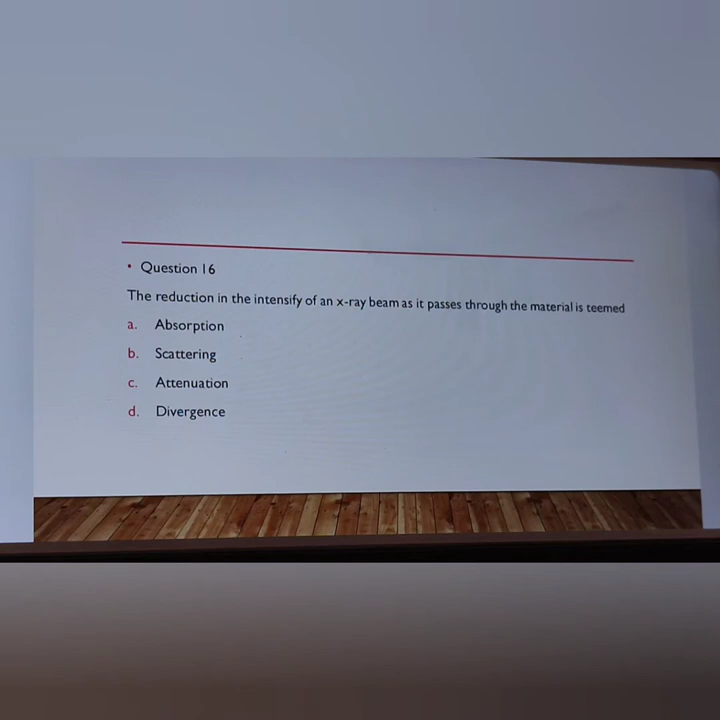 • Question 16
The reduction in the intensify of an x-ray beam as it passes through the material is teemed
a. Absorption
b. Scattering
c. Attenuation
d. Divergence